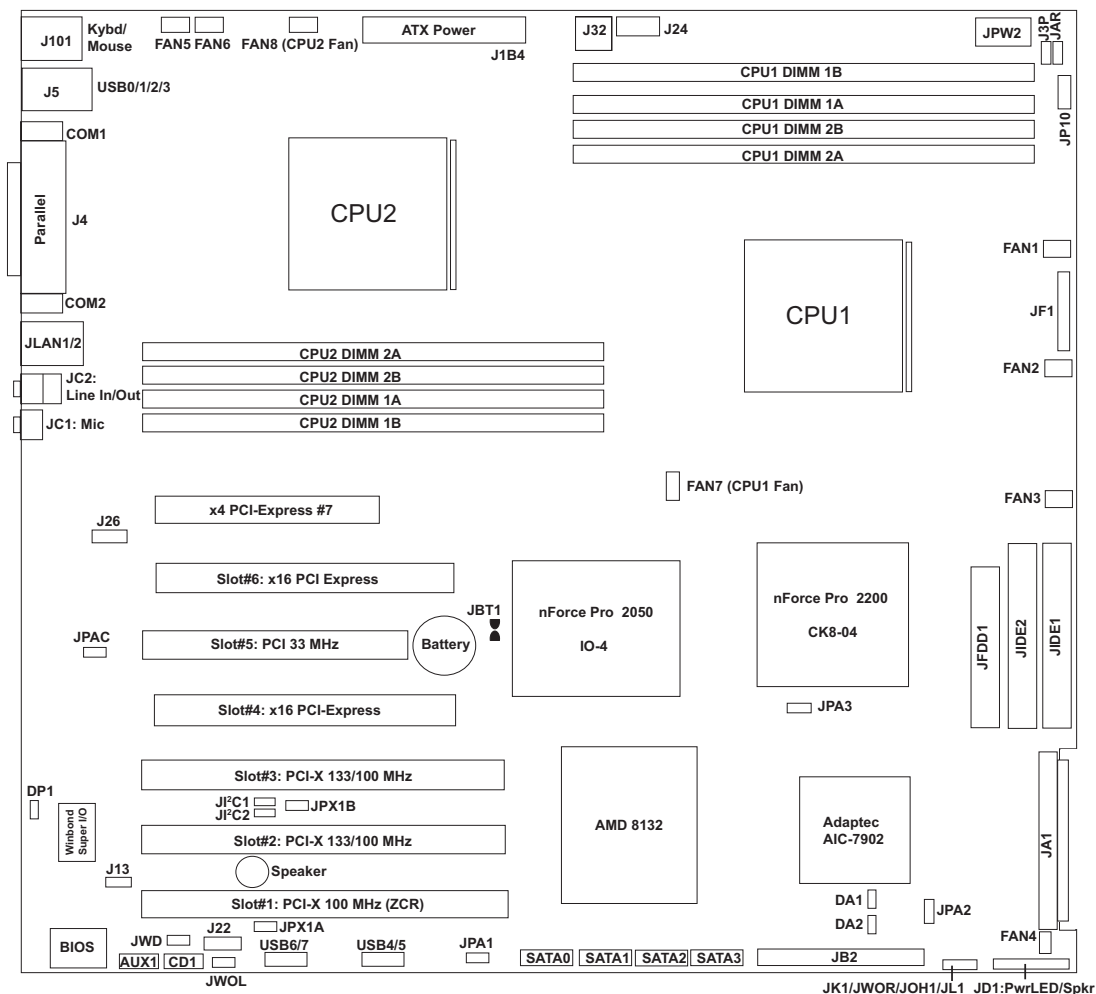 J101
Kybd/
Mouse
FAN5
FAN6
FAN8 (CPU2 Fan)
ATX Power
J1B4
J32
J24
JPW2
J3P
JAR
J5
USB0/1/2/3
CPU1 DIMM 1B
CPU1 DIMM 1A
CPU1 DIMM 2B
CPU1 DIMM 2A
JP10
COM1
Parallel
J4
COM2
CPU2
CPU1
FAN1
JF1
FAN2
JLAN1/2
JC2:
Line In/Out
JC1: Mic
CPU2 DIMM 2A
CPU2 DIMM 2B
CPU2 DIMM 1A
CPU2 DIMM 1B
FAN7 (CPU1 Fan)
FAN3
x4 PCI-Express #7
J26
Slot#6: x16 PCI Express
JBT1
Battery
JPAC
Slot#5: PCI 33 MHz
Slot#4: x16 PCI-Express
nForce Pro 2050
IO-4
nForce Pro 2200
CK8-04
JPA3
JFDD1
JIDE2
JIDE1
Slot#3: PCI-X 133/100 MHz
DP1
JI²C1
JI²C2
JPX1B
Winbond
Super I/O
Slot#2: PCI-X 133/100 MHz
J13
Speaker
Slot#1: PCI-X 100 MHz (ZCR)
AMD 8132
Adaptec
AIC-7902
JA1
DA1
DA2
JPA2
FAN4
BIOS
JWD
J22
JPX1A
USB6/7
USB4/5
JPA1
AUX1
CD1
JWOL
SATA0
SATA1
SATA2
SATA3
JB2
JK1/JWOR/JOH1/JL1
JD1:PwrLED/Spkr